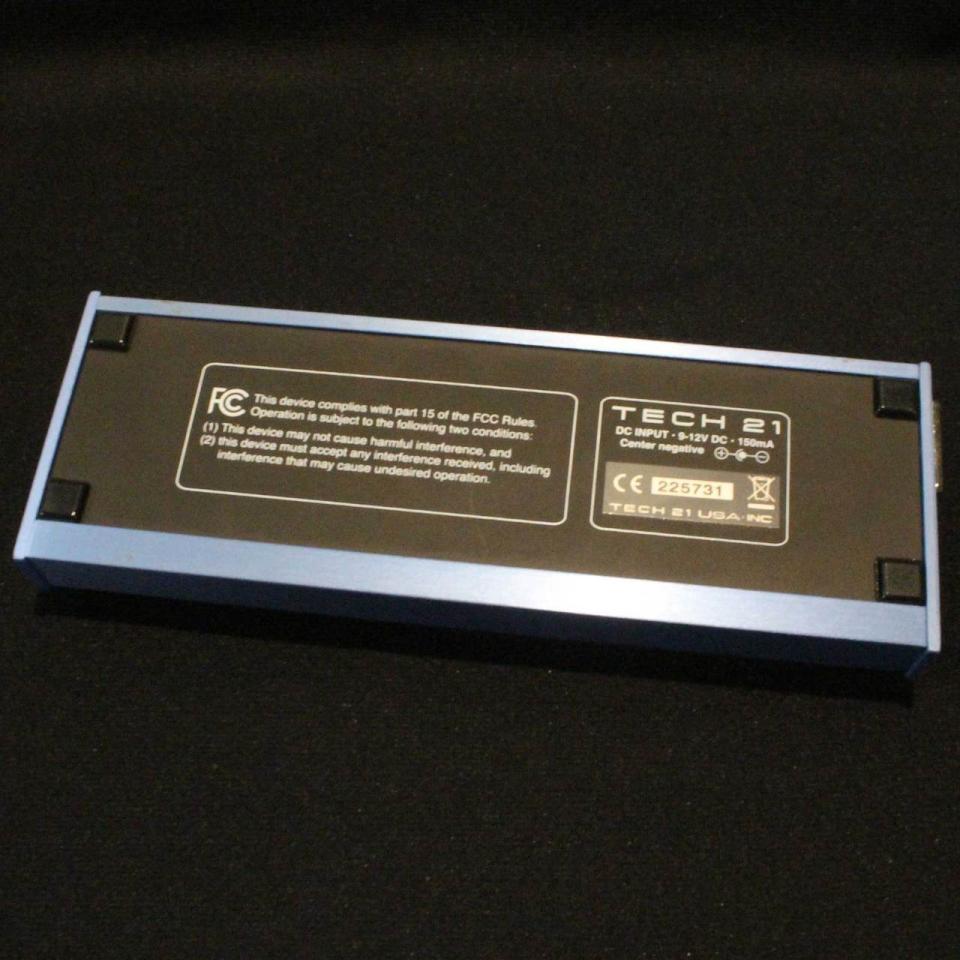 FC This device complies with part 15 of the FCC Rules.
Operation is subject to the following two conditions:
(1) This device may not cause harmful interference, and
(2) this device must accept any interference received, including
interference that may cause undesired operation.
TECH 21
DC INPUT · 9-12V DC · 150mA
Center negative
CE 225731
TECH 21 USA·INC